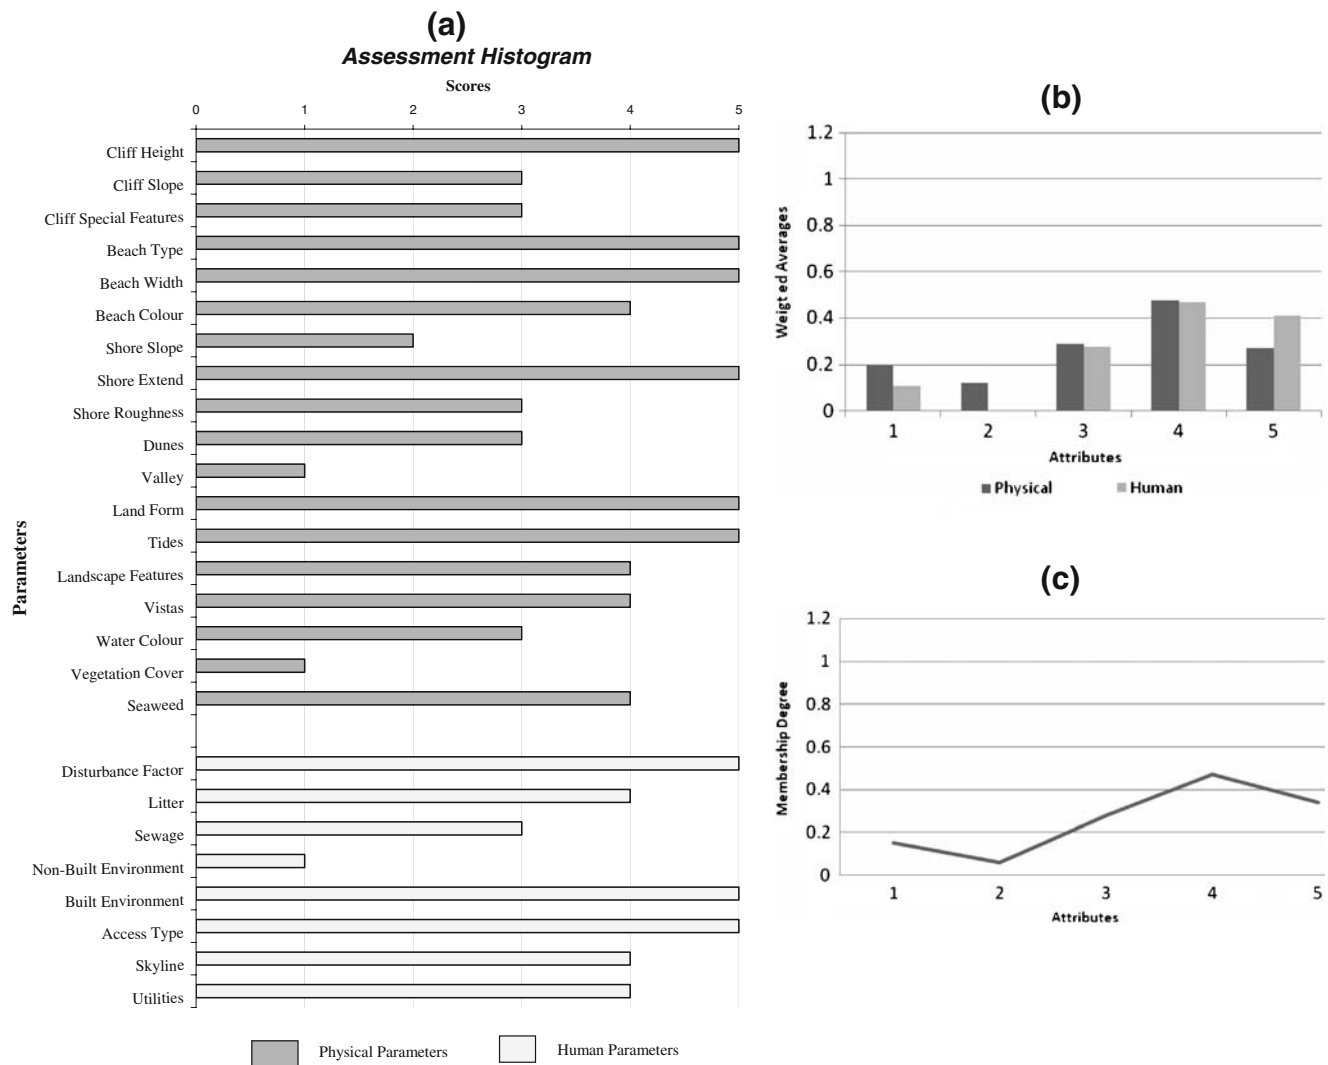 (a)
Assessment Histogram
Scores
0 1 2 3 4 5
Parameters
Cliff Height
Cliff Slope
Cliff Special Features
Beach Type
Beach Width
Beach Colour
Shore Slope
Shore Extend
Shore Roughness
Dunes
Valley
Land Form
Tides
Landscape Features
Vistas
Water Colour
Vegetation Cover
Seaweed
Disturbance Factor
Litter
Sewage
Non-Built Environment
Built Environment
Access Type
Skyline
Utilities
Physical Parameters
Human Parameters
(b)
Weigt ed Averages
1.2
1
0.8
0.6
0.4
0.2
0
1 2 3 4 5
Attributes
Physical
Human
(c)
Membership Degree
1.2
1
0.8
0.6
0.4
0.2
0
1 2 3 4 5
Attributes